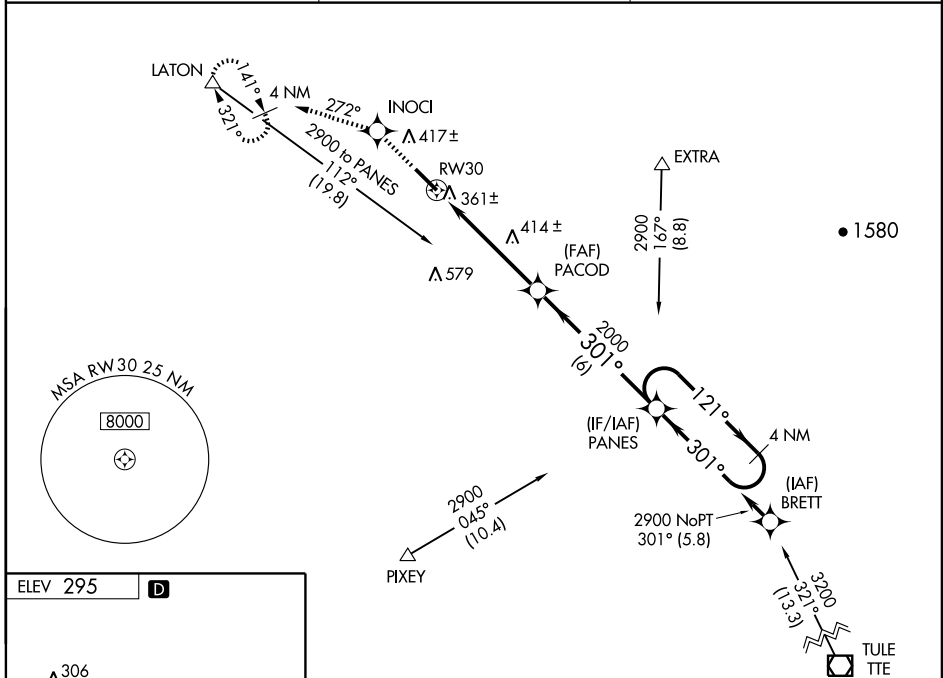 LATON
141°
321°
4 NM
272°
INOCI
417±
2900 to PANES
112°
(19.8)
RW30
361±
EXTRA
414±
2900
167°
(8.8)
1580
(FAF)
PACOD
579
2000
301°
(6)
MSA RW30 25 NM
8000
121°
(IF/IAF)
PANES
4 NM
301°
(IAF)
BRETT
2900 NoPT
301° (5.8)
2900
045°
(10.4)
PIXEY
3200
321°
(13.3)
TULE
TTE
ELEV 295
D
306